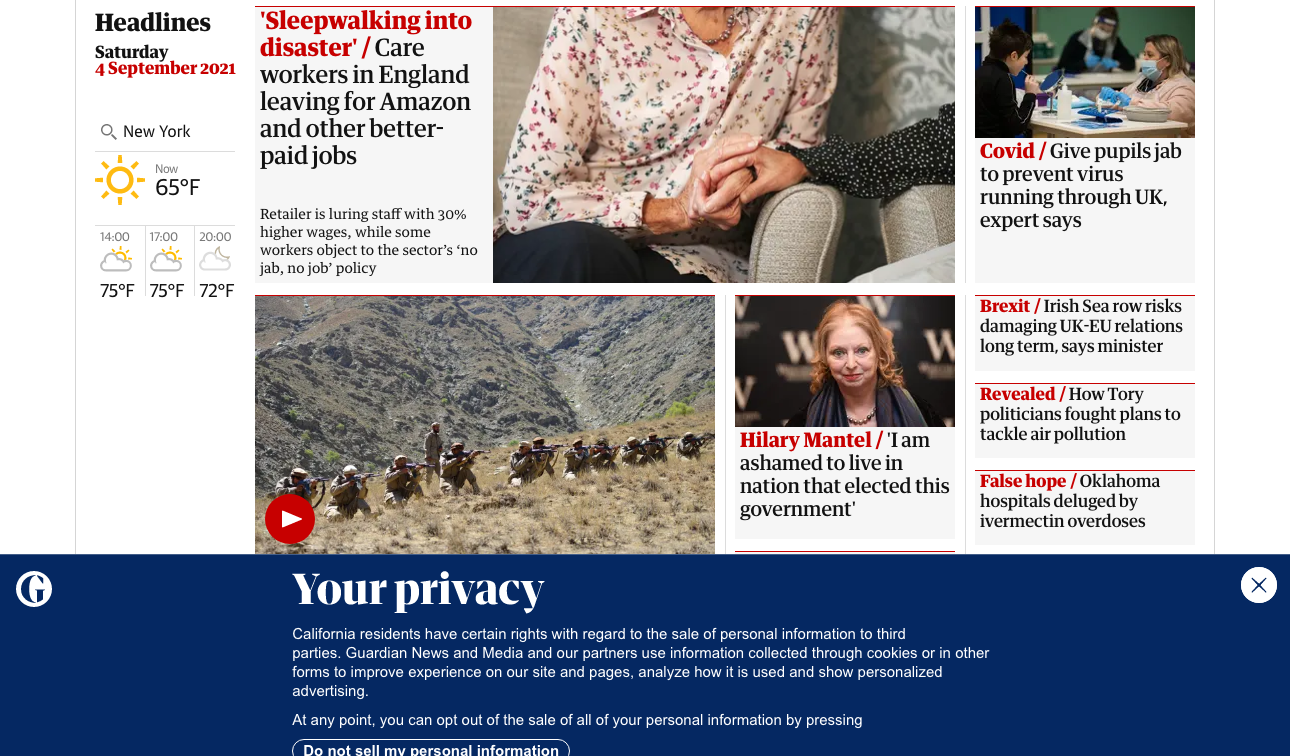 Headlines
Saturday
4 September 2021
New York
Now
65°F
14:00
17:00
20:00
75°F
75°F
72°F
'Sleepwalking into
disaster' / Care
workers in England
leaving for Amazon
and other better-
paid jobs
Retailer is luring staff with 30%
higher wages, while some
workers object to the sector's ‘no
jab, no job’ policy
Covid / Give pupils jab
to prevent virus
running through UK,
expert says
W
Hilary Mantel / 'I am
ashamed to live in
nation that elected this
government'
Brexit / Irish Sea row risks
damaging UK-EU relations
long term, says minister
Revealed / How Tory
politicians fought plans to
tackle air pollution
False hope / Oklahoma
hospitals deluged by
ivermectin overdoses
G
Your privacy
California residents have certain rights with regard to the sale of personal information to third
parties. Guardian News and Media and our partners use information collected through cookies or in other
forms to improve experience on our site and pages, analyze how it is used and show personalized
advertising.
At any point, you can opt out of the sale of all of your personal information by pressing
Do not sell my personal information